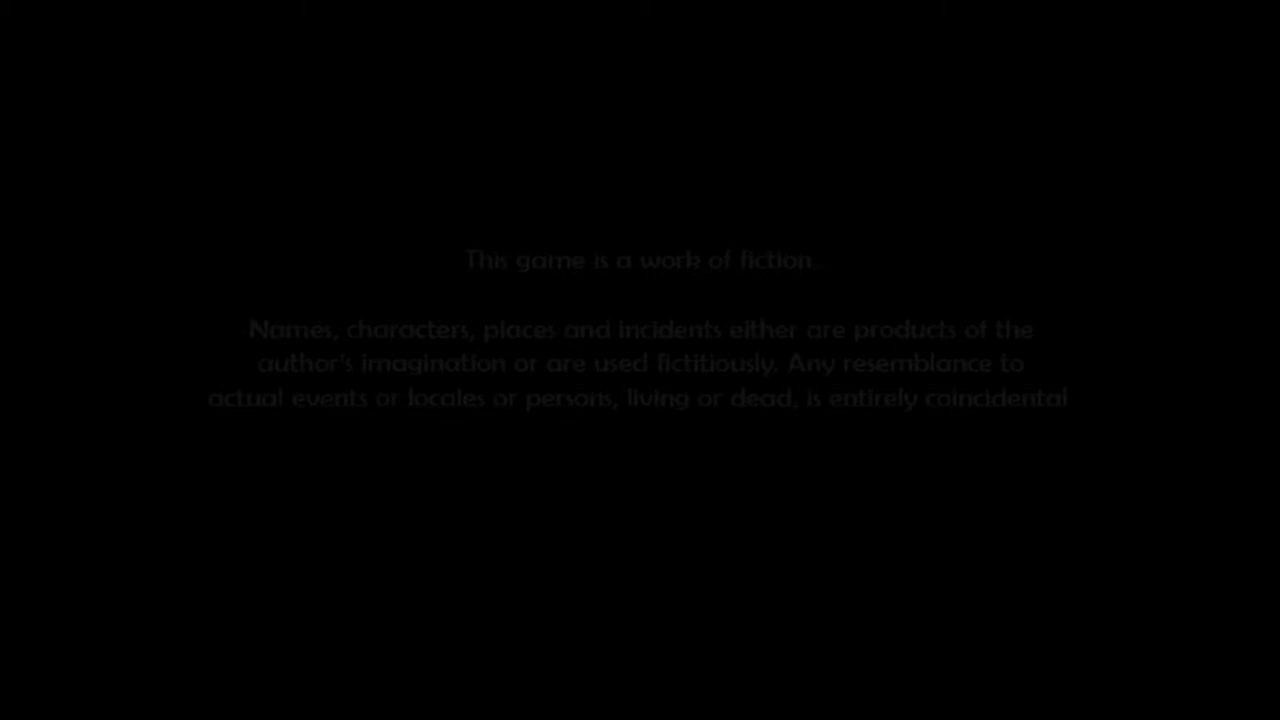 This game is a work of fiction.
Names, characters, places and incidents either are products of the
author's imagination or are used fictitiously. Any resemblance to
actual events or locales or persons, living or dead, is entirely coincidental